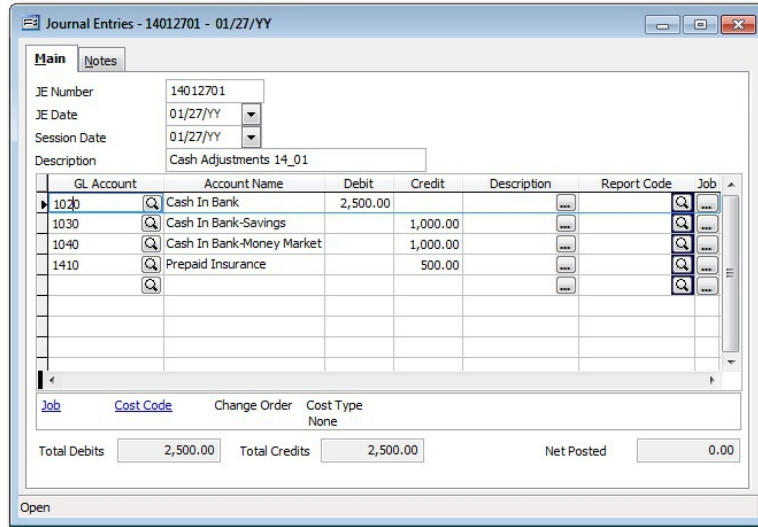 Journal Entries - 14012701 - 01/27/YY
Main Notes
JE Number 14012701
JE Date 01/27/YY
Session Date 01/27/YY
Description Cash Adjustments 14_01
GL Account Account Name Debit Credit Description Report Code Job
1020 Cash In Bank 2,500.00 ... ...
1030 Cash In Bank-Savings 1,000.00 ... ...
1040 Cash In Bank-Money Market 1,000.00 ... ...
1410 Prepaid Insurance 500.00 ... ...
... ...
Job Cost Code Change Order Cost Type
None
Total Debits 2,500.00 Total Credits 2,500.00 Net Posted 0.00
Open